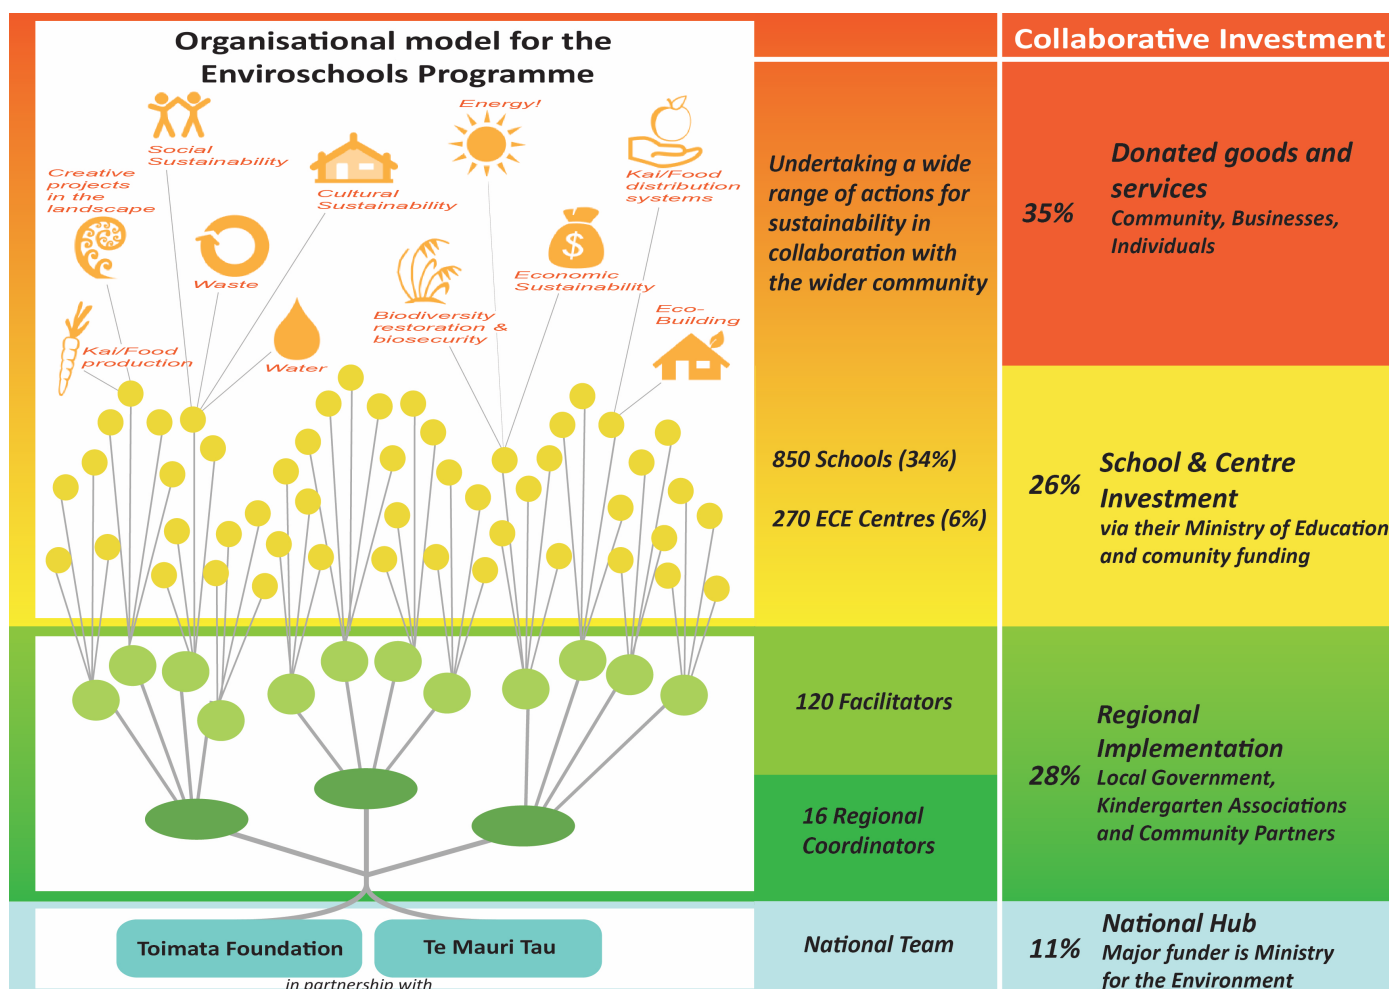 Organisational model for the
Enviroschools Programme
Social
Sustainability
Energy!
Creative
projects
in the
landscape
Cultural
Sustainability
Kai/Food
distribution
systems
Waste
Economic
Sustainability
Biodiversity
restoration &
biosecurity
Eco-
Building
Kai/Food
production
Water
Undertaking a wide
range of actions for
sustainability in
collaboration with
the wider community
850 Schools (34%)
270 ECE Centres (6%)
120 Facilitators
16 Regional
Coordinators
National Team
Toimata Foundation
Te Mauri Tau
in partnership with
Collaborative Investment
35%
Donated goods and
services
Community, Businesses,
Individuals
26%
School & Centre
Investment
via their Ministry of Education
and comunity funding
28%
Regional
Implementation
Local Government,
Kindergarten Associations
and Community Partners
11%
National Hub
Major funder is Ministry
for the Environment